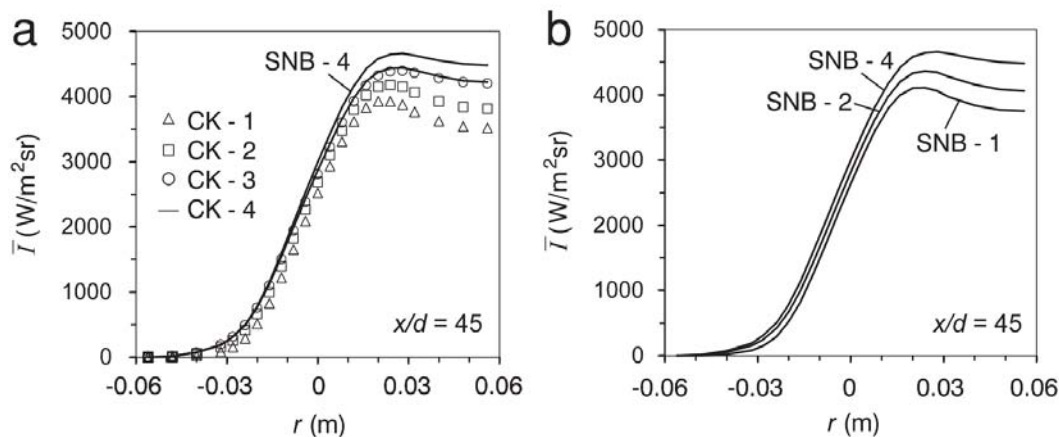 a
5000
4000
3000
2000
1000
0
Ī (W/m²sr)
SNB - 4
CK - 1
CK - 2
CK - 3
CK - 4
x/d = 45
-0.06 -0.03 0 0.03 0.06
r (m)
b
5000
4000
3000
2000
1000
0
Ī (W/m²sr)
SNB - 4
SNB - 2
SNB - 1
x/d = 45
-0.06 -0.03 0 0.03 0.06
r (m)